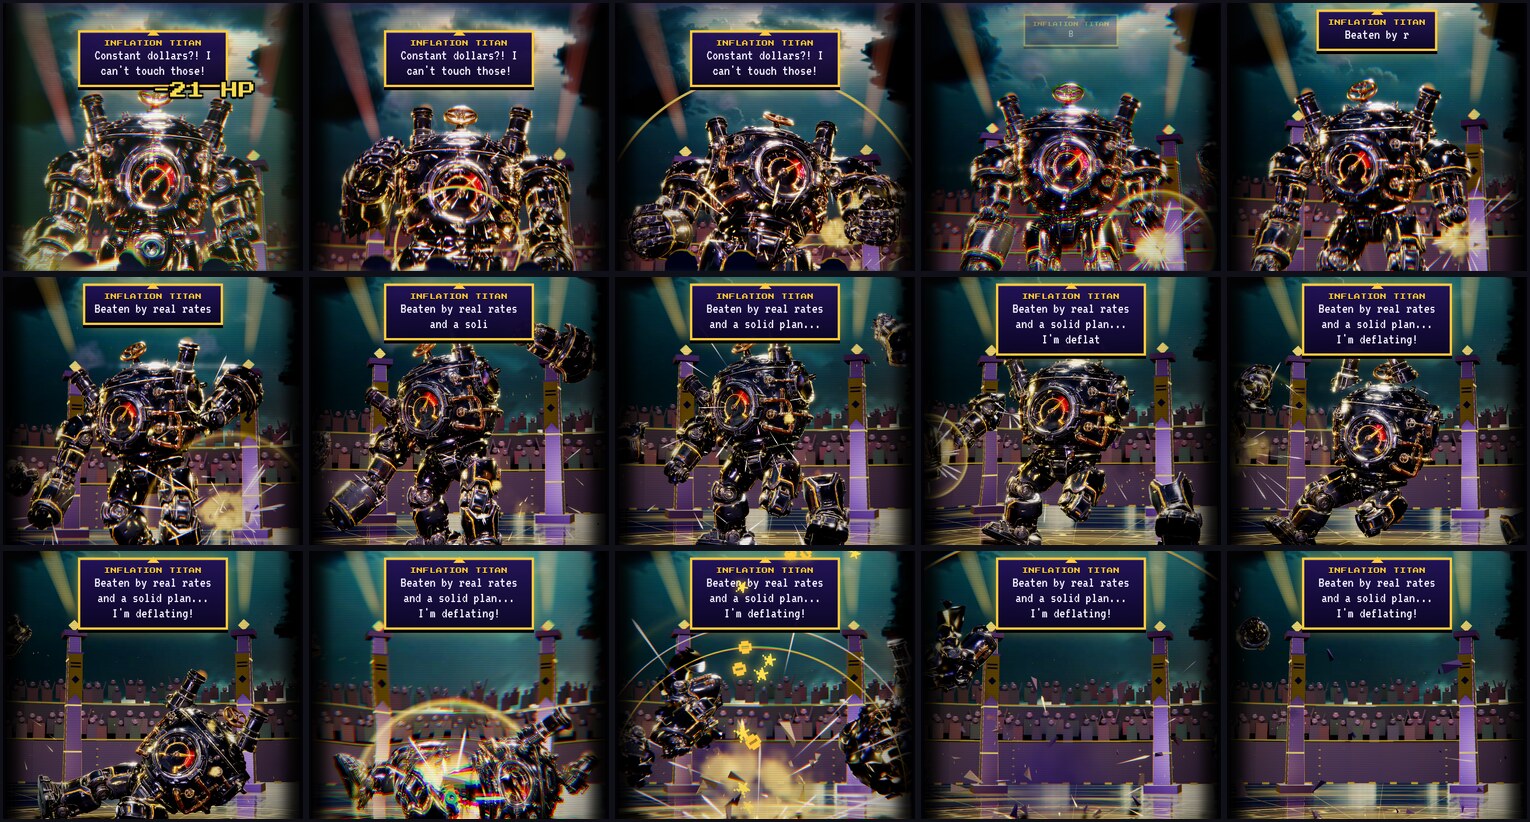 INFLATION TITAN
Constant dollars?! I
can't touch those!
-21 HP
INFLATION TITAN
Constant dollars?! I
can't touch those!
INFLATION TITAN
Constant dollars?! I
can't touch those!
INFLATION TITAN
B
INFLATION TITAN
Beaten by r
INFLATION TITAN
Beaten by real rates
INFLATION TITAN
Beaten by real rates
and a soli
INFLATION TITAN
Beaten by real rates
and a solid plan...
INFLATION TITAN
Beaten by real rates
and a solid plan...
I'm deflat
INFLATION TITAN
Beaten by real rates
and a solid plan...
I'm deflating!
INFLATION TITAN
Beaten by real rates
and a solid plan...
I'm deflating!
INFLATION TITAN
Beaten by real rates
and a solid plan...
I'm deflating!
INFLATION TITAN
Beaten by real rates
and a solid plan...
I'm deflating!
INFLATION TITAN
Beaten by real rates
and a solid plan...
I'm deflating!
INFLATION TITAN
Beaten by real rates
and a solid plan...
I'm deflating!